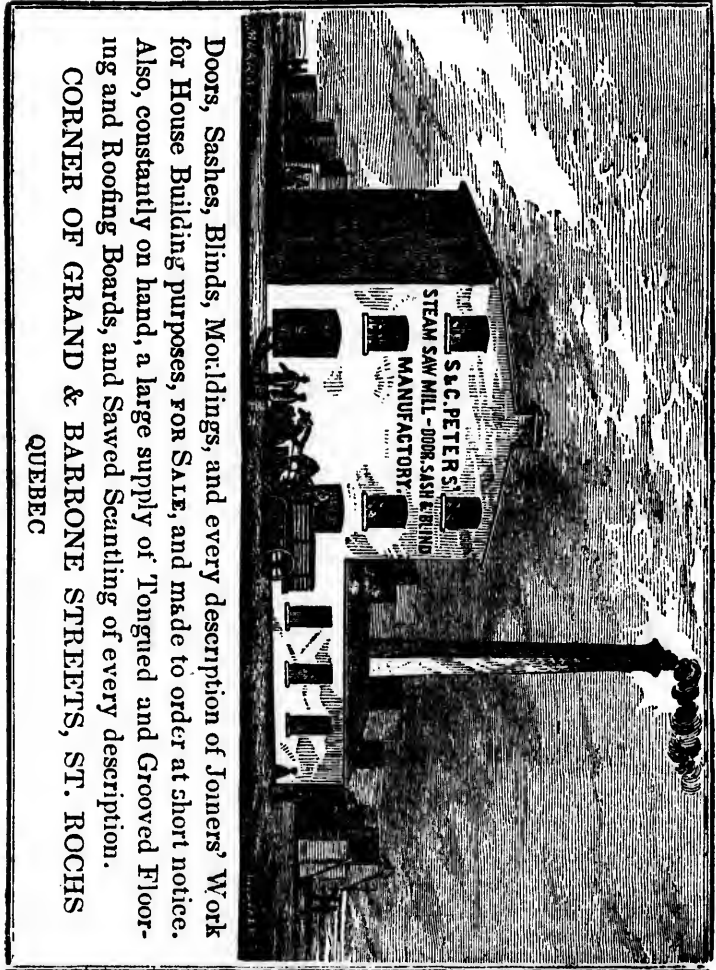 S & C. PETERS'
STEAM SAW MILL - DOOR, SASH & BLIND
MANUFACTORY.
Doors, Sashes, Blinds, Mouldings, and every description of Joiners' Work
for House Building purposes, FOR SALE, and made to order at short notice.
Also, constantly on hand, a large supply of Tongued and Grooved Floor-
ing and Roofing Boards, and Sawed Scantling of every description.
CORNER OF GRAND & BARRONE STREETS, ST. ROCHS
QUEBEC